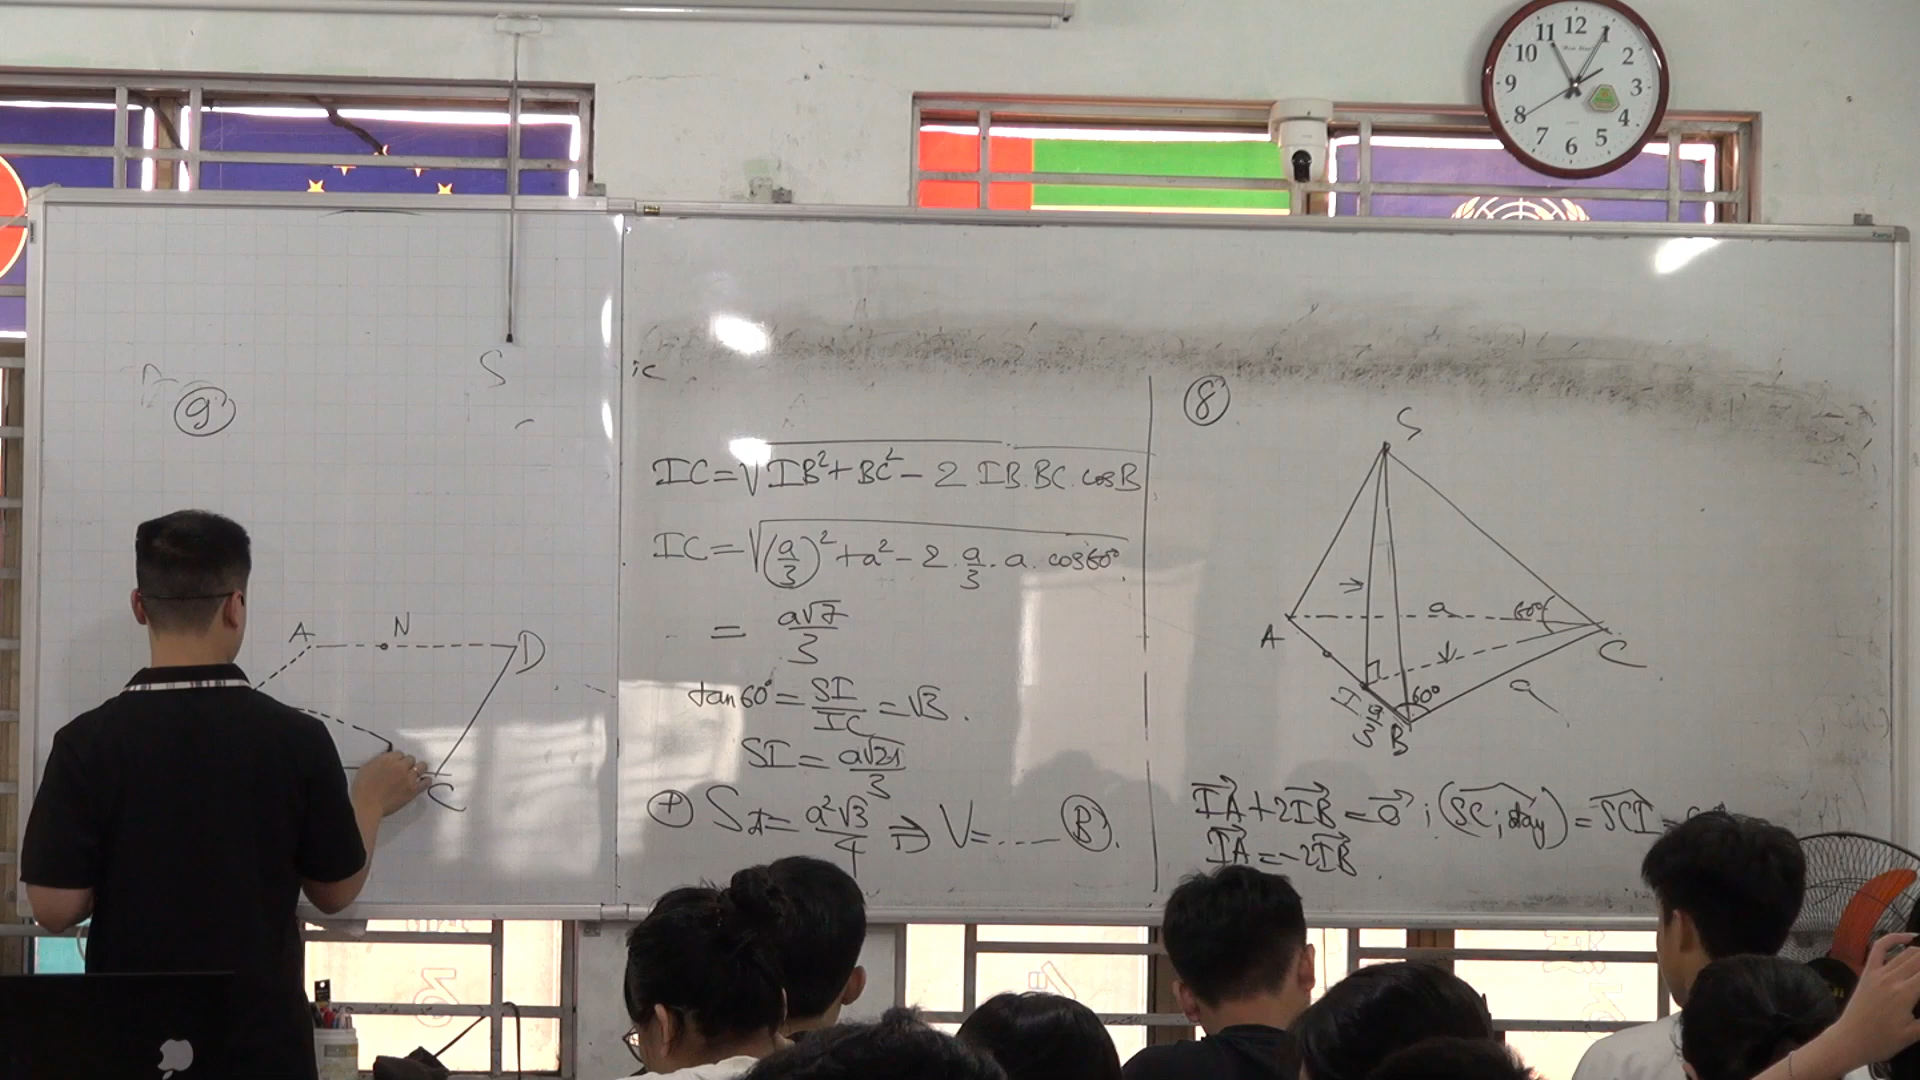 12
1
2
3
4
5
6
7
8
9
10
11
9
S
A N D
C
IC = √(IB² + BC² - 2.IB.BC.cosB)
IC = √((a/3)² + a² - 2.a/3.a.cos60°)
= a√7/3
tan60° = SI/IC = √3.
SI = a√21/3
+ S = a²√3/4 ⇒ V = ..... B.
8
S
A a 60° C
I a/3 B 60° a
IA + 2IB = 0 ; (SC; đáy) = SCI =
IA = -2IB